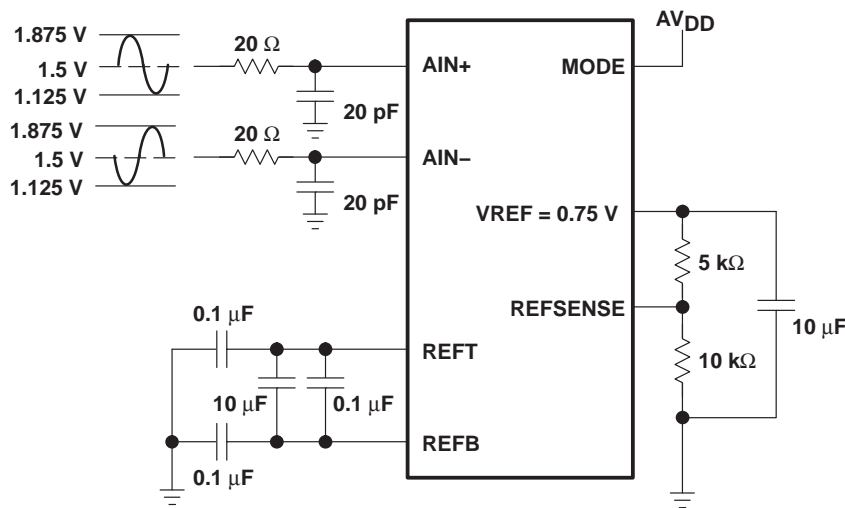 AVDD
1.875 V
1.5 V
1.125 V
20 Ω
AIN+
MODE
20 pF
1.875 V
1.5 V
1.125 V
20 Ω
AIN–
20 pF
VREF = 0.75 V
5 kΩ
REFSENSE
10 μF
10 kΩ
0.1 μF
REFT
10 μF
0.1 μF
REFB
0.1 μF